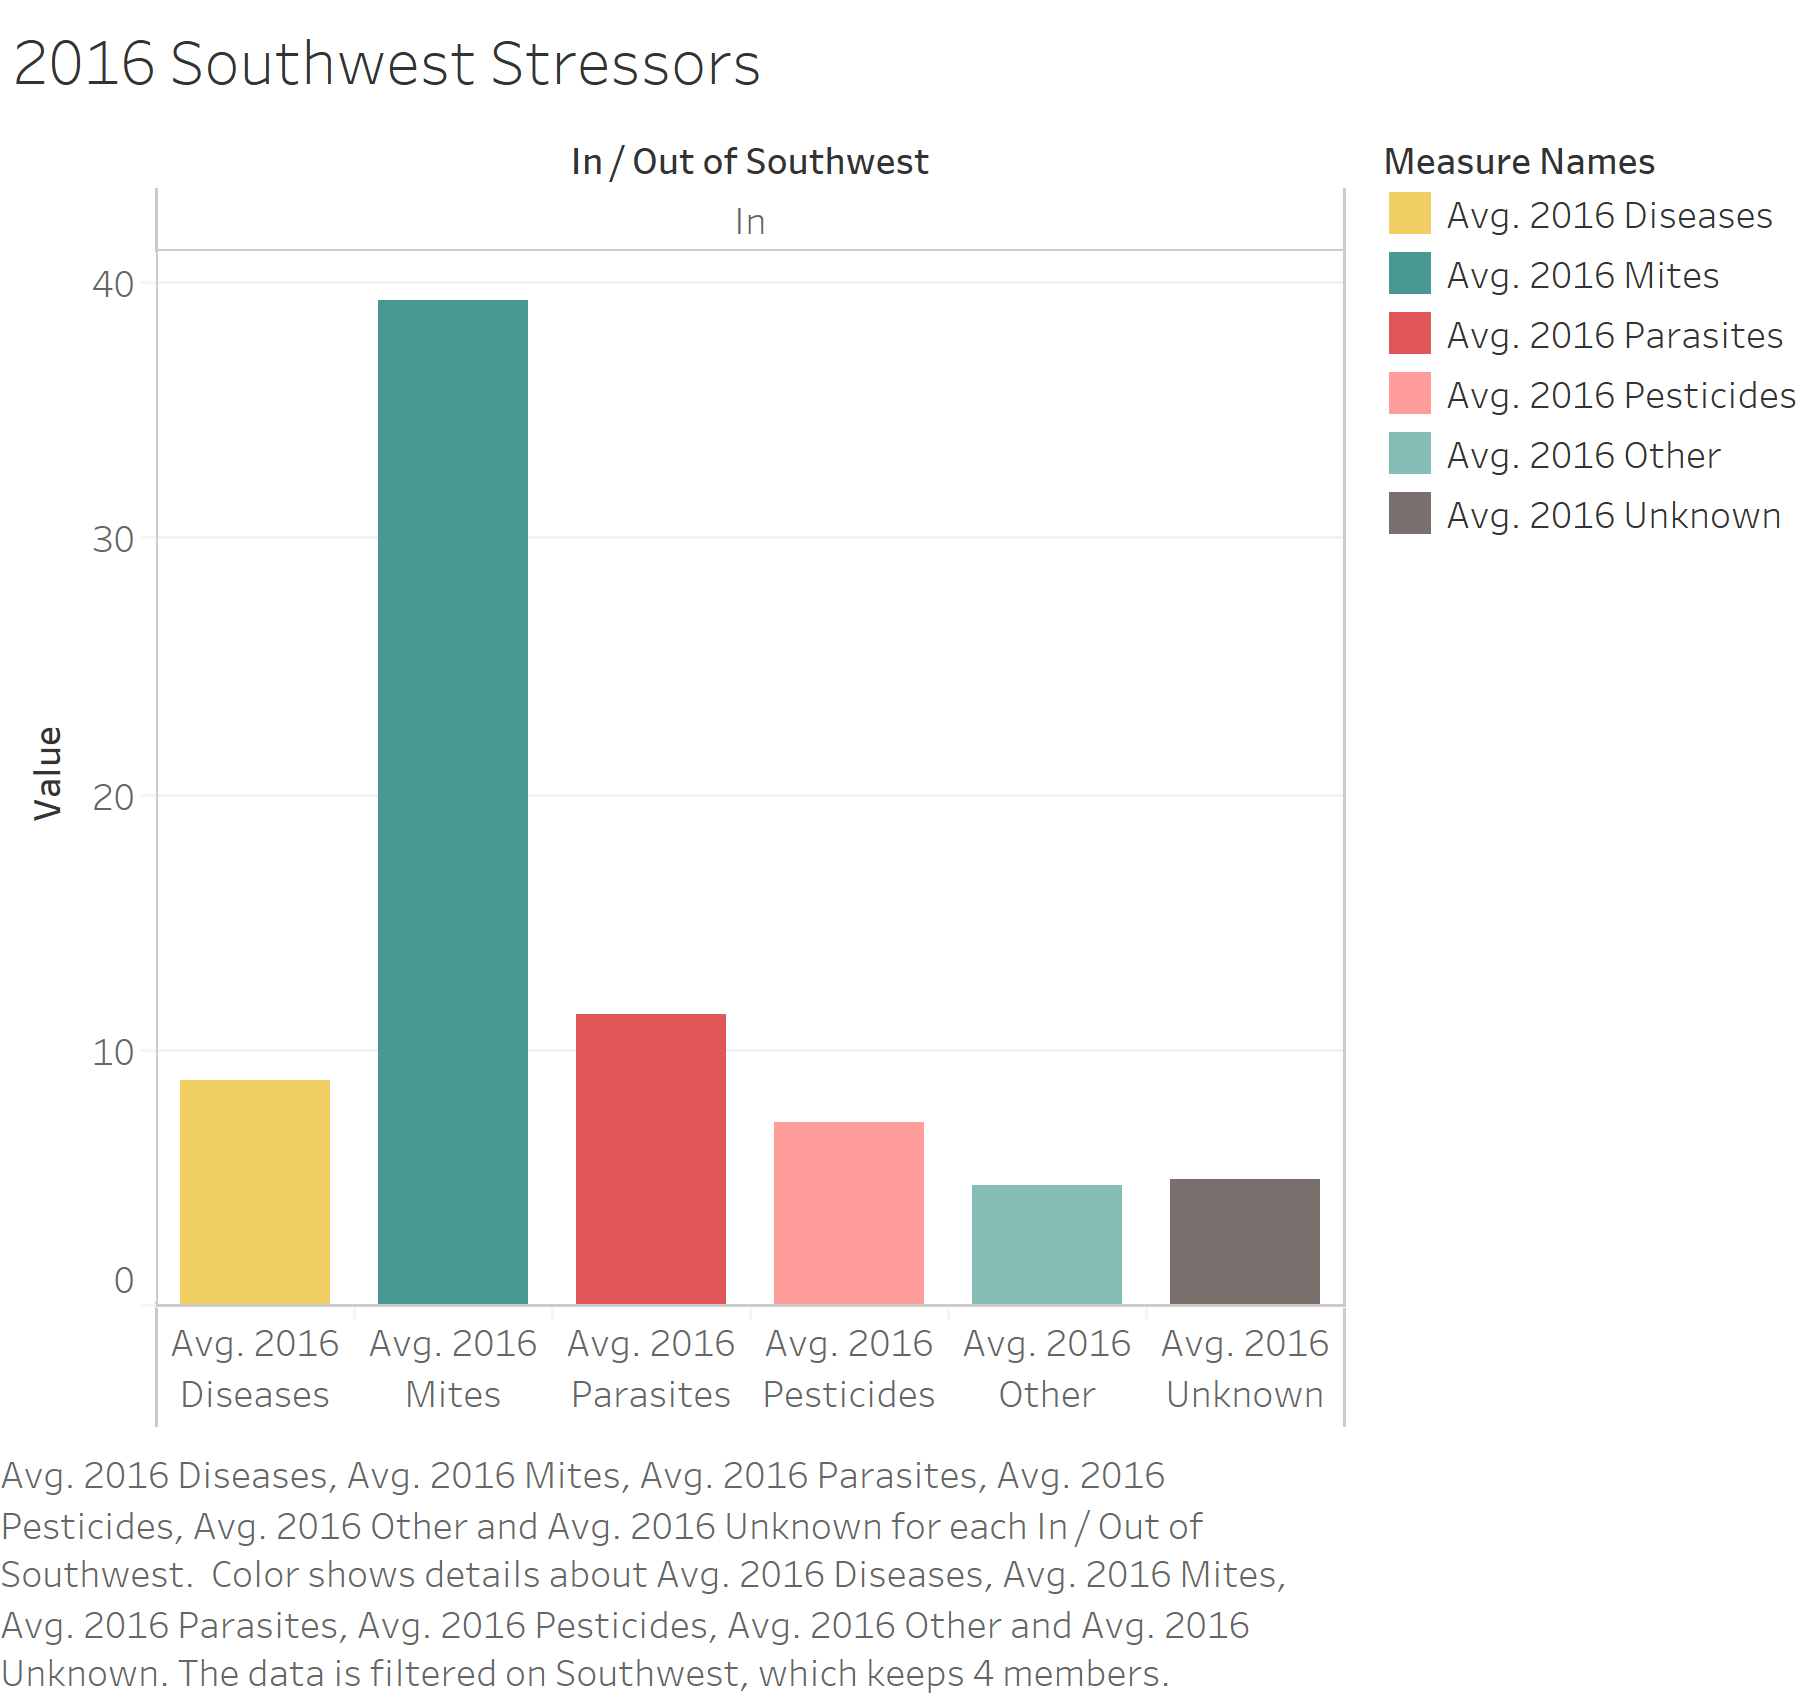 2016 Southwest Stressors
In / Out of Southwest
In
Measure Names
Avg. 2016 Diseases
Avg. 2016 Mites
Avg. 2016 Parasites
Avg. 2016 Pesticides
Avg. 2016 Other
Avg. 2016 Unknown
Value
40
30
20
10
0
Avg. 2016 Diseases
Avg. 2016 Mites
Avg. 2016 Parasites
Avg. 2016 Pesticides
Avg. 2016 Other
Avg. 2016 Unknown
Avg. 2016 Diseases, Avg. 2016 Mites, Avg. 2016 Parasites, Avg. 2016
Pesticides, Avg. 2016 Other and Avg. 2016 Unknown for each In / Out of
Southwest.  Color shows details about Avg. 2016 Diseases, Avg. 2016 Mites,
Avg. 2016 Parasites, Avg. 2016 Pesticides, Avg. 2016 Other and Avg. 2016
Unknown. The data is filtered on Southwest, which keeps 4 members.